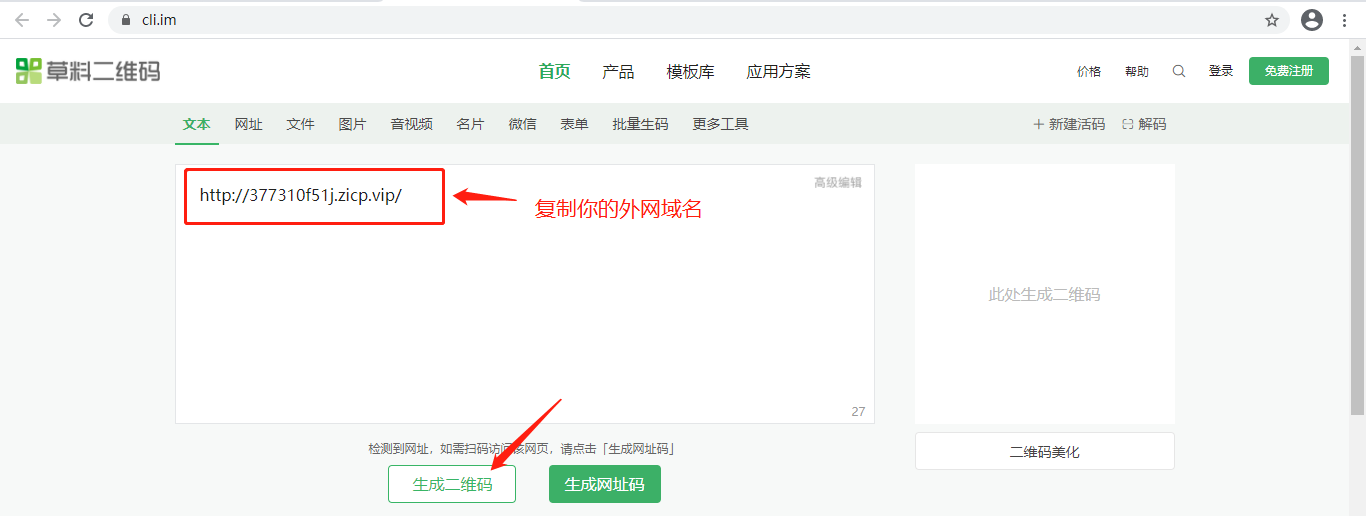 cli.im
草料二维码
首页 产品 模板库 应用方案 价格 帮助 登录 免费注册
文本 网址 文件 图片 音视频 名片 微信 表单 批量生码 更多工具 新建活码 解码
高级编辑
http://377310f51j.zicp.vip/
复制你的外网域名
此处生成二维码
27
检测到网址，如需扫码访问该网页，请点击「生成网址码」
二维码美化
生成二维码 生成网址码